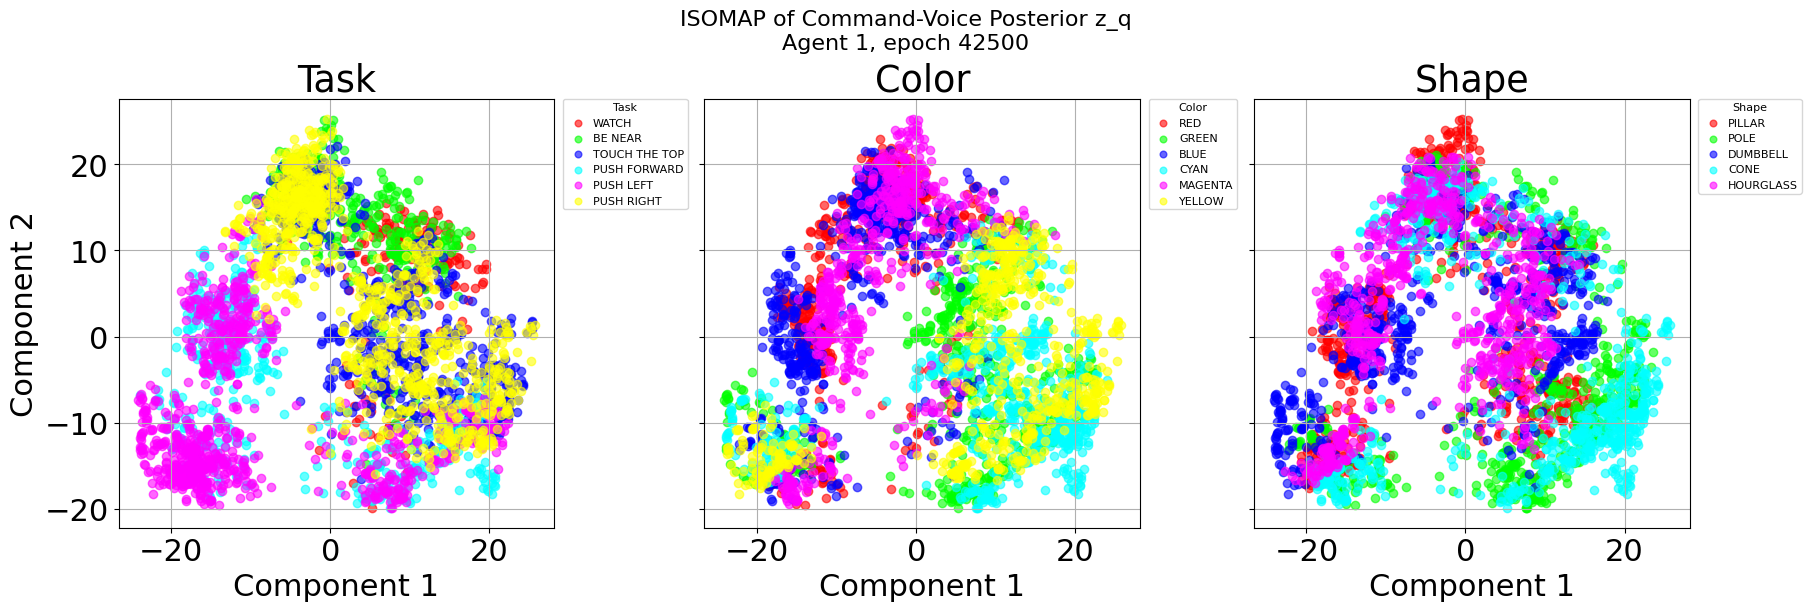 ISOMAP of Command-Voice Posterior z_q
Agent 1, epoch 42500
Task
Color
Shape
Component 2
20
10
0
−10
−20
−20 0 20
Component 1
−20 0 20
Component 1
−20 0 20
Component 1
Task
WATCH
BE NEAR
TOUCH THE TOP
PUSH FORWARD
PUSH LEFT
PUSH RIGHT
Color
RED
GREEN
BLUE
CYAN
MAGENTA
YELLOW
Shape
PILLAR
POLE
DUMBBELL
CONE
HOURGLASS